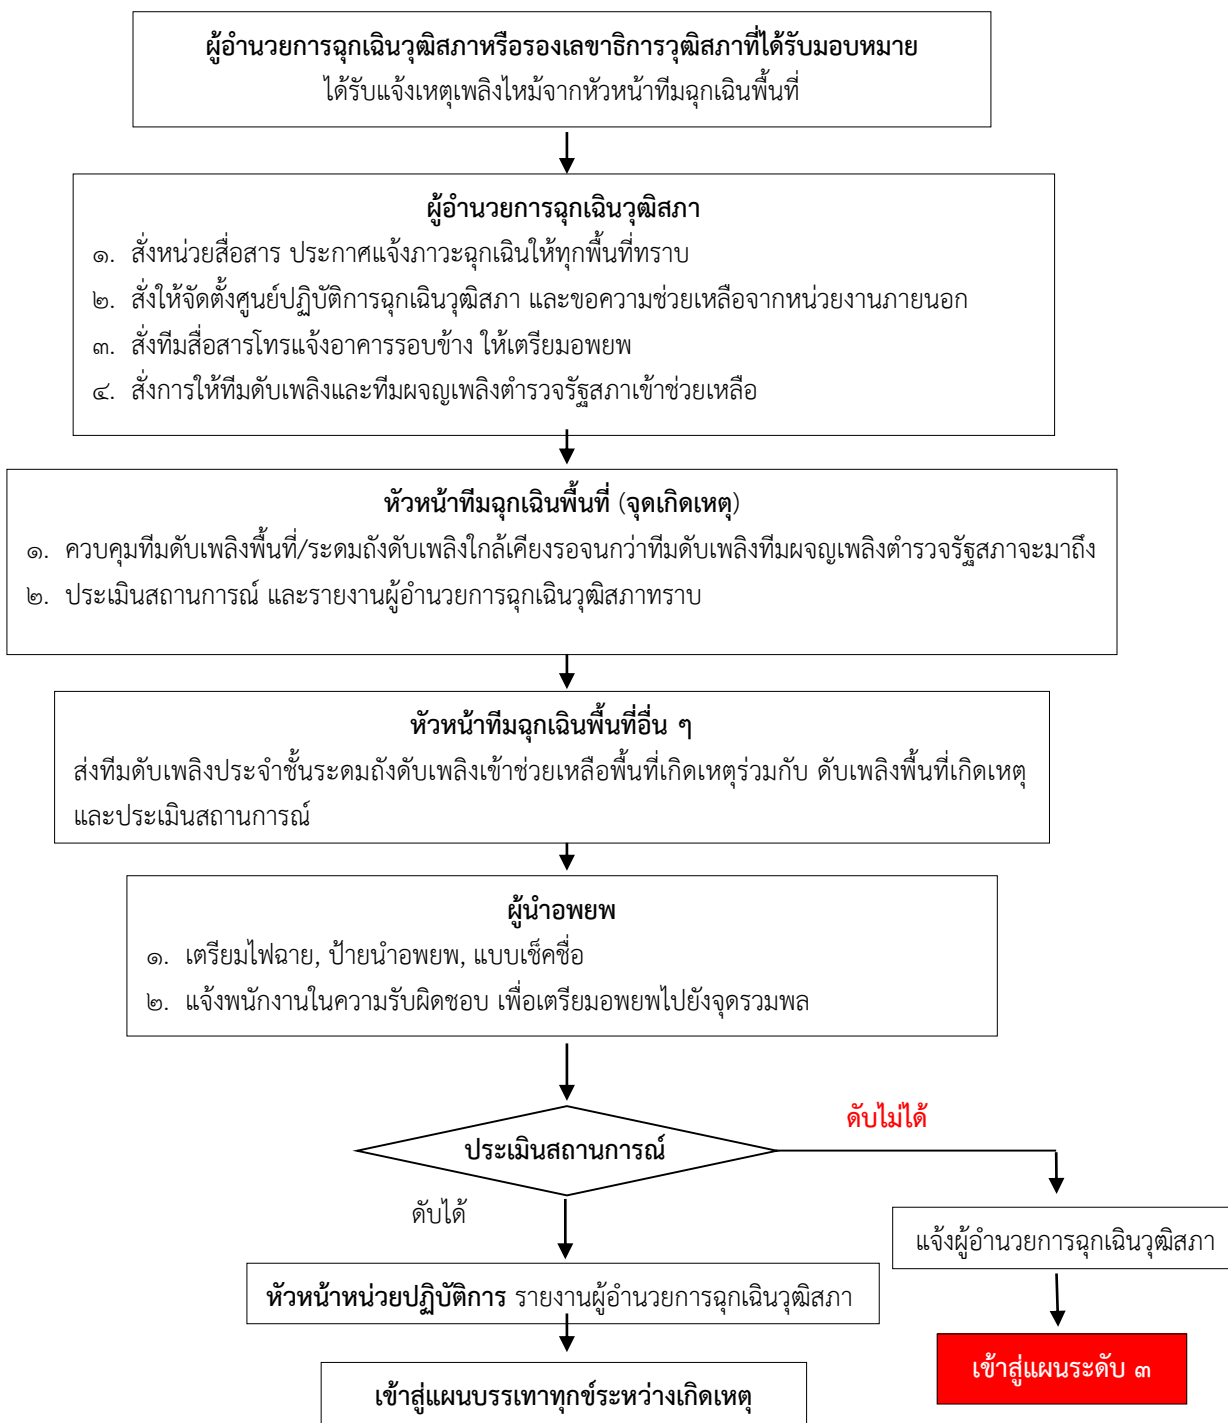 ผู้อำนวยการฉุกเฉินวุฒิสภาหรือรองเลขาธิการวุฒิสภาที่ได้รับมอบหมาย
ได้รับแจ้งเหตุเพลิงไหม้จากหัวหน้าทีมฉุกเฉินพื้นที่
ผู้อำนวยการฉุกเฉินวุฒิสภา
๑. สั่งหน่วยสื่อสาร ประกาศแจ้งภาวะฉุกเฉินให้ทุกพื้นที่ทราบ
๒. สั่งให้จัดตั้งศูนย์ปฏิบัติการฉุกเฉินวุฒิสภา และขอความช่วยเหลือจากหน่วยงานภายนอก
๓. สั่งทีมสื่อสารโทรแจ้งอาคารรอบข้าง ให้เตรียมอพยพ
๔. สั่งการให้ทีมดับเพลิงและทีมผจญเพลิงตำรวจรัฐสภาเข้าช่วยเหลือ
หัวหน้าทีมฉุกเฉินพื้นที่ (จุดเกิดเหตุ)
๑. ควบคุมทีมดับเพลิงพื้นที่/ระดมถังดับเพลิงใกล้เคียงรอจนกว่าทีมดับเพลิงทีมผจญเพลิงตำรวจรัฐสภาจะมาถึง
๒. ประเมินสถานการณ์ และรายงานผู้อำนวยการฉุกเฉินวุฒิสภาทราบ
หัวหน้าทีมฉุกเฉินพื้นที่อื่น ๆ
ส่งทีมดับเพลิงประจำชั้นระดมถังดับเพลิงเข้าช่วยเหลือพื้นที่เกิดเหตุร่วมกับ ดับเพลิงพื้นที่เกิดเหตุ
และประเมินสถานการณ์
ผู้นำอพยพ
๑. เตรียมไฟฉาย, ป้ายนำอพยพ, แบบเช็คชื่อ
๒. แจ้งพนักงานในความรับผิดชอบ เพื่อเตรียมอพยพไปยังจุดรวมพล
ประเมินสถานการณ์
ดับไม่ได้
ดับได้
แจ้งผู้อำนวยการฉุกเฉินวุฒิสภา
หัวหน้าหน่วยปฏิบัติการ รายงานผู้อำนวยการฉุกเฉินวุฒิสภา
เข้าสู่แผนระดับ ๓
เข้าสู่แผนบรรเทาทุกข์ระหว่างเกิดเหตุ